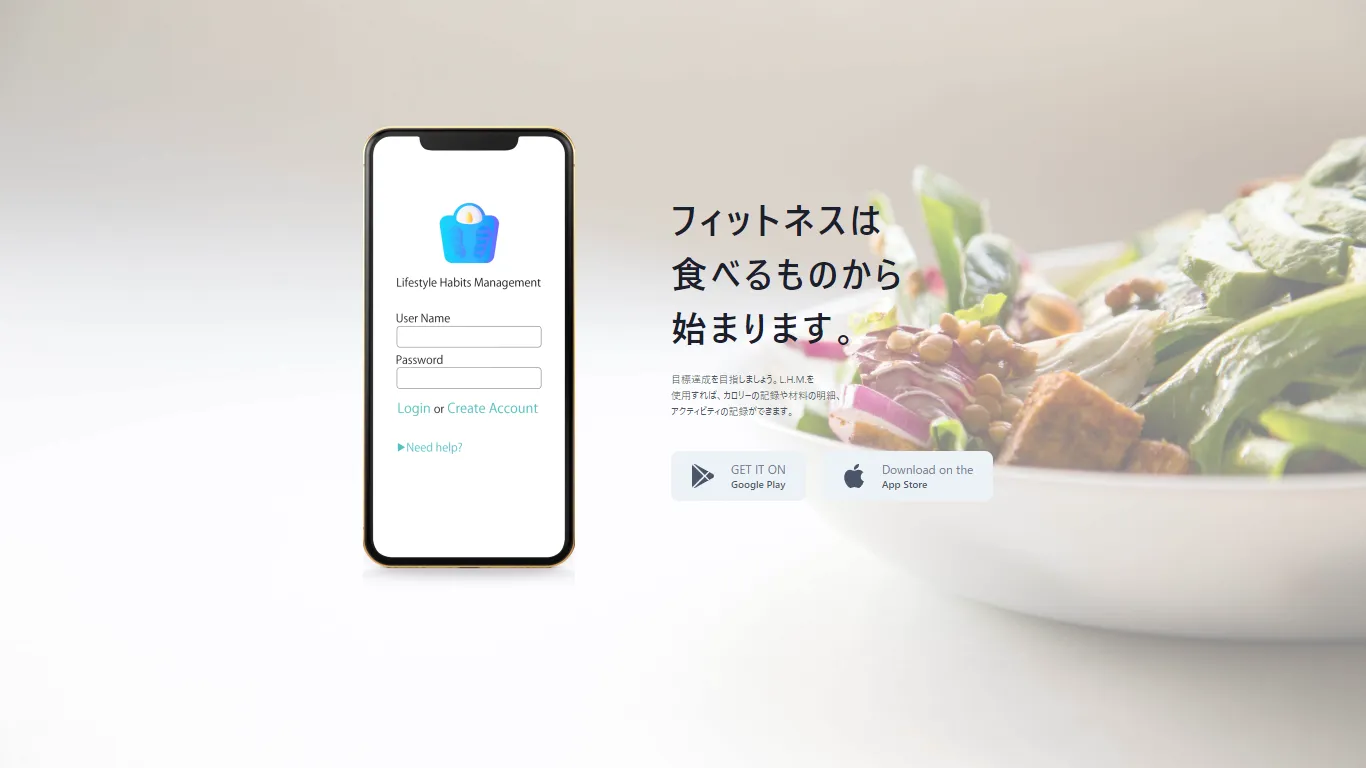 Lifestyle Habits Management
User Name
Password
Login or Create Account
▶Need help?
フィットネスは
食べるものから
始まります。
目標達成を目指しましょう。L.H.M.を
使用すれば、カロリーの記録や材料の明細、
アクティビティの記録ができます。
GET IT ON
Google Play
Download on the
App Store